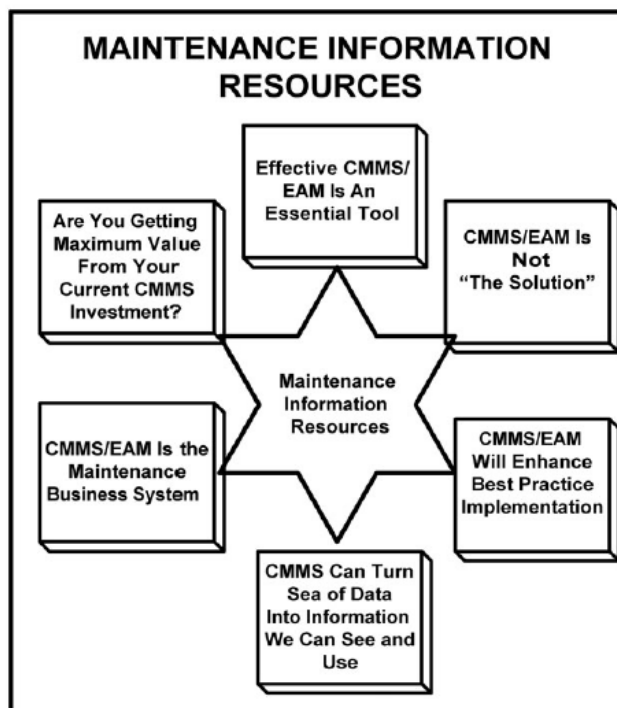 MAINTENANCE INFORMATION
RESOURCES
Effective CMMS/
EAM Is An
Essential Tool
Are You Getting
Maximum Value
From Your
Current CMMS
Investment?
CMMS/EAM Is
Not
“The Solution”
Maintenance
Information
Resources
CMMS/EAM Is the
Maintenance
Business System
CMMS/EAM
Will Enhance
Best Practice
Implementation
CMMS Can Turn
Sea of Data
Into Information
We Can See and
Use